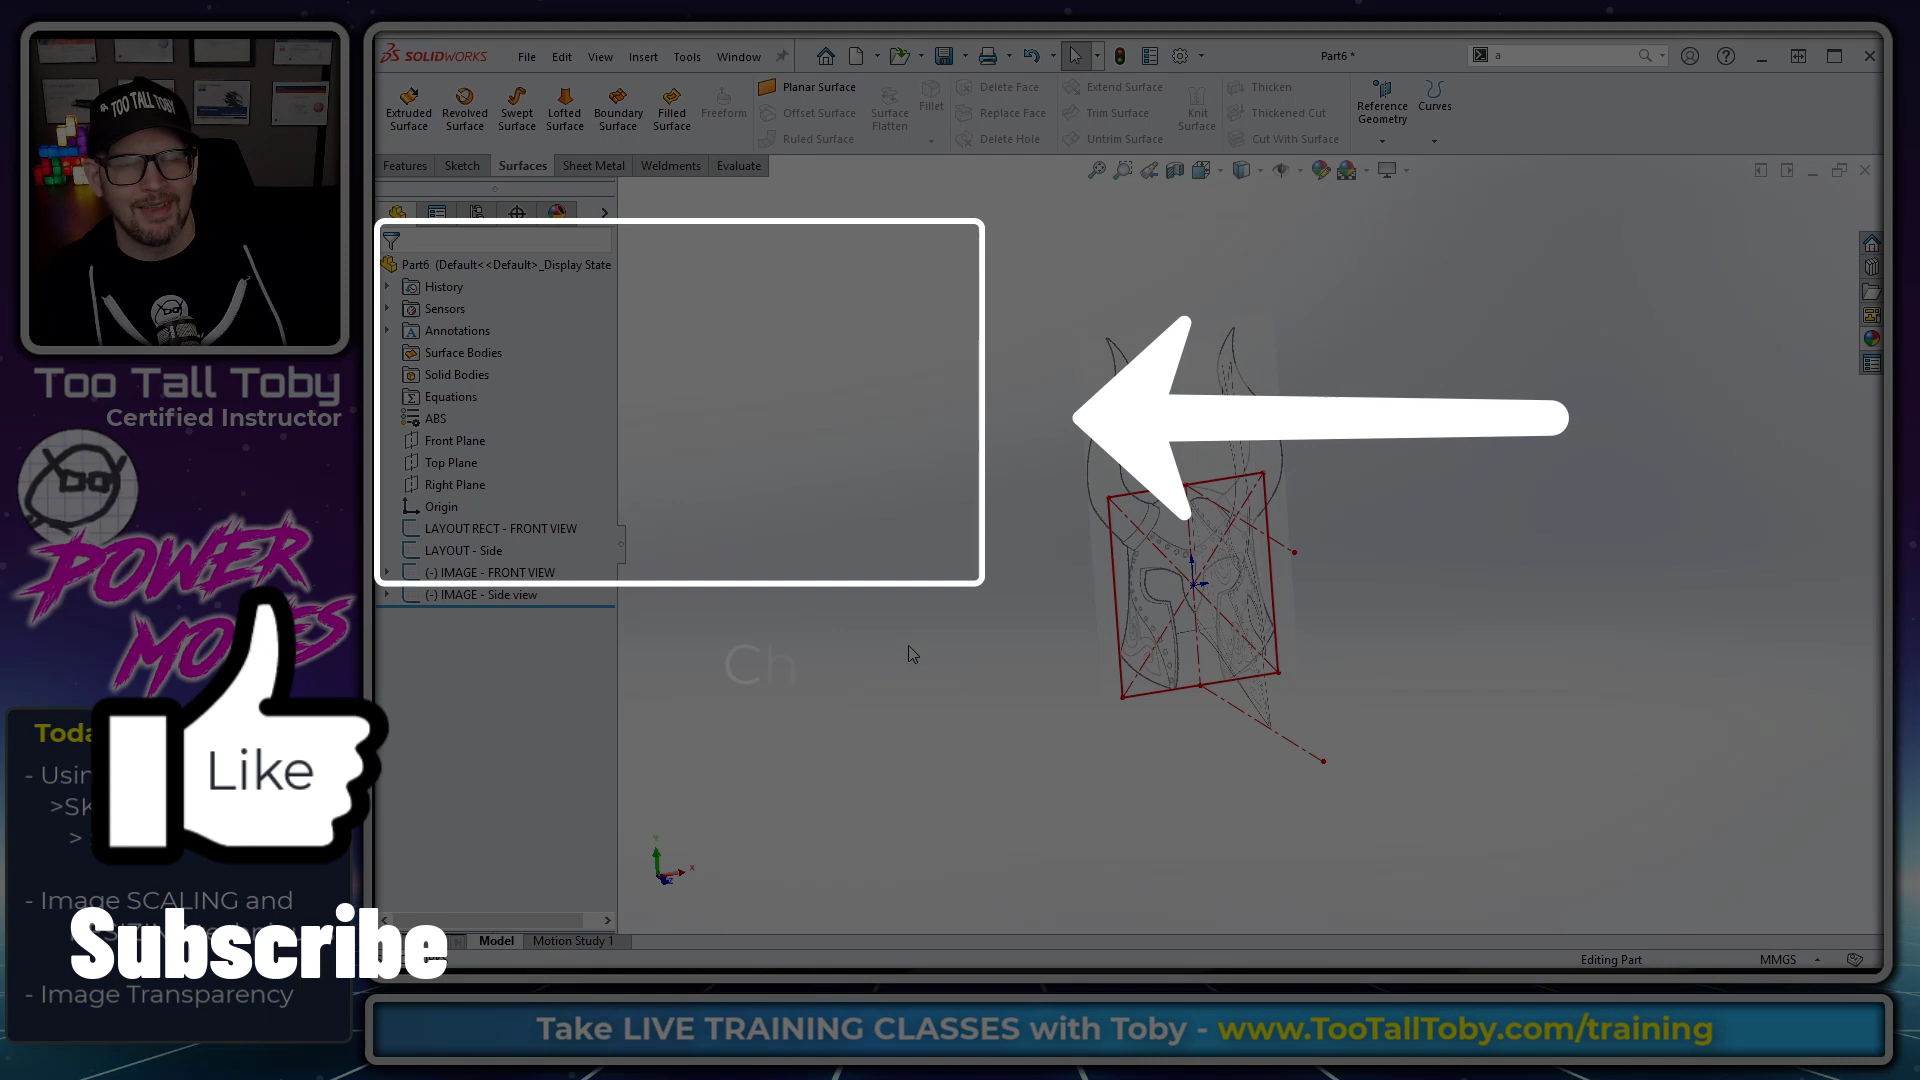 SOLIDWORKS
File Edit View Insert Tools Window
Part6 *
a
Extruded Surface
Revolved Surface
Swept Surface
Lofted Surface
Boundary Surface
Filled Surface
Freeform
Planar Surface
Offset Surface
Ruled Surface
Surface Flatten
Fillet
Delete Face
Replace Face
Delete Hole
Extend Surface
Trim Surface
Untrim Surface
Knit Surface
Thicken
Thickened Cut
Cut With Surface
Reference Geometry
Curves
Features Sketch Surfaces Sheet Metal Weldments Evaluate
TOO TALL TOBY
Too Tall Toby
Certified Instructor
POWER
MOVES
Part6 (Default<<Default>_Display State
History
Sensors
Annotations
Surface Bodies
Solid Bodies
Equations
ABS
Front Plane
Top Plane
Right Plane
Origin
LAYOUT RECT - FRONT VIEW
LAYOUT - Side
(-) IMAGE - FRONT VIEW
(-) IMAGE - Side view
Ch
Like
- Image SCALING and
Subscribe
- Image Transparency
Y
X
Model Motion Study 1
Editing Part
MMGS
Take LIVE TRAINING CLASSES with Toby - www.TooTallToby.com/training